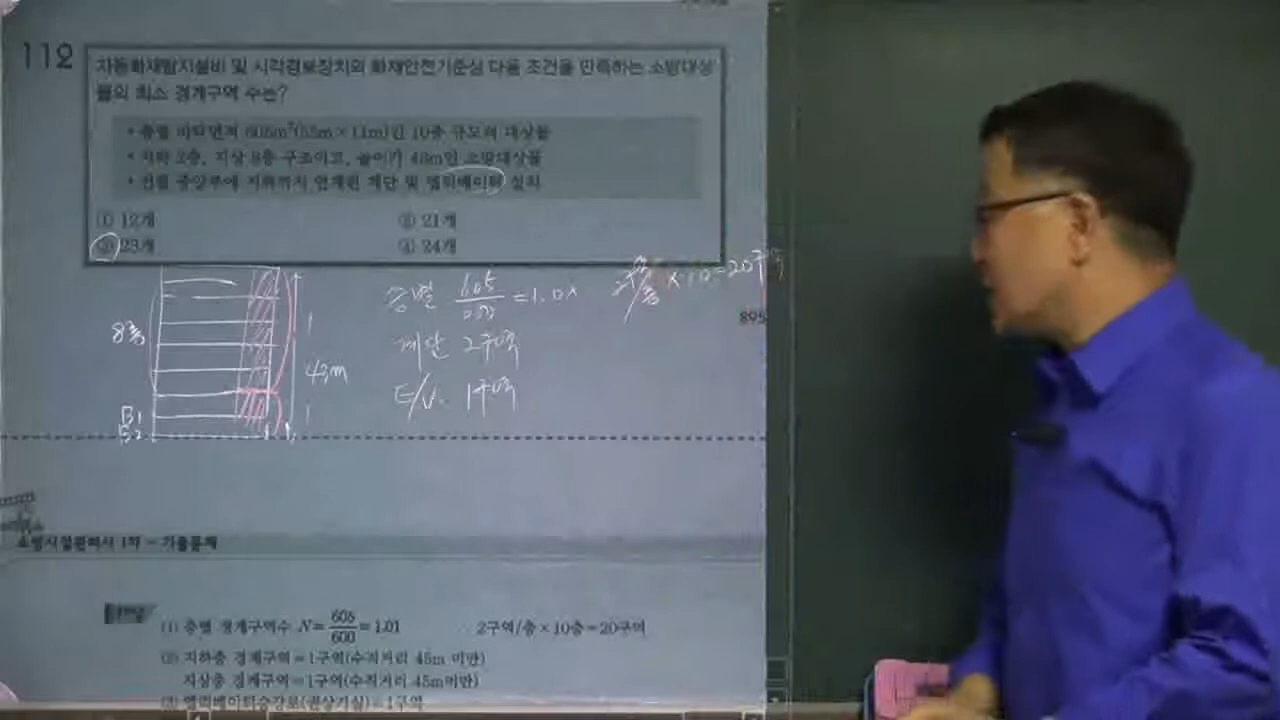 112
자동화재탐지설비 및 시각경보장치의 화재안전기준상 다음 조건을 만족하는 소방대상
물의 최소 경계구역 수는?
• 층별 바닥면적 605m²(55m×11m)인 10층 규모의 대상물
• 지하 2층, 지상 8층 구조이고, 높이가 43m인 소방대상물
• 건물 중앙부에 지하까지 연계된 계단 및 엘리베이터 설치
① 12개 ② 21개
③ 23개 ④ 24개
층별 605/600 =1.0x ×10=20구역
895
8층 계단 2구역
43m
E/V. 1구역
B1
B2
소방시설관리사 1차 - 기출문제
(1) 층별 경계구역수 N= 605/600 =1.01 ∴ 2구역/층×10층=20구역
(2) 지하층 경계구역=1구역(수직거리 45m 미만)
지상층 경계구역=1구역(수직거리 45m미만)
(3) 엘리베이터승강로(권상기실)=1구역